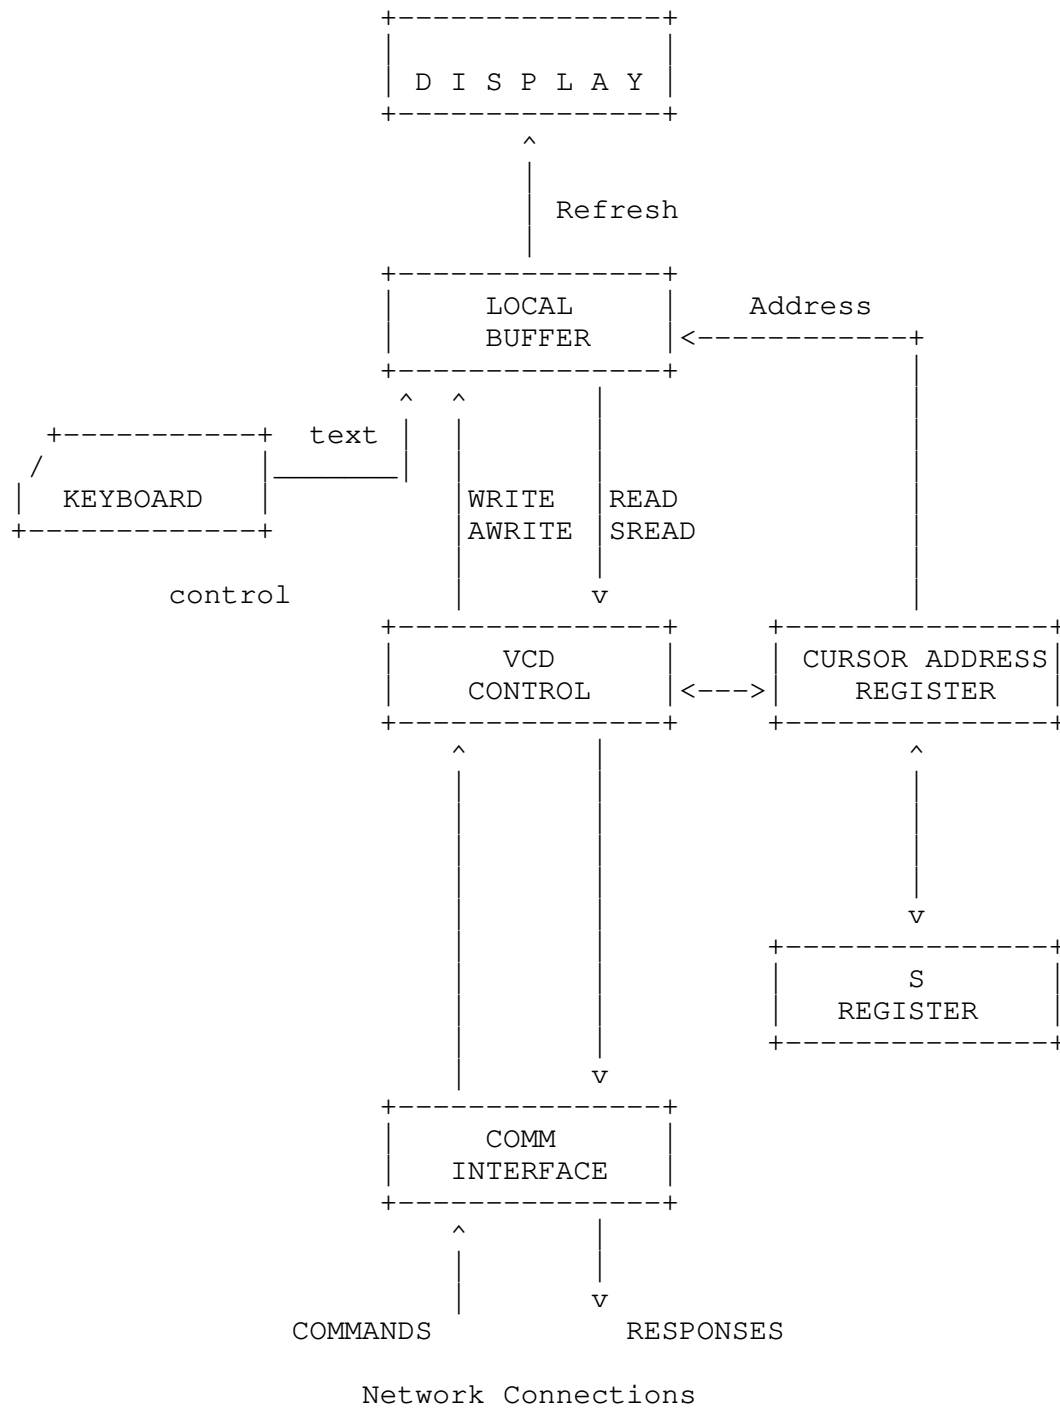 D I S P L A Y
Refresh
LOCAL
BUFFER
Address
text
KEYBOARD
WRITE
AWRITE
READ
SREAD
control
VCD
CONTROL
CURSOR ADDRESS
REGISTER
S
REGISTER
COMM
INTERFACE
COMMANDS
RESPONSES
Network Connections